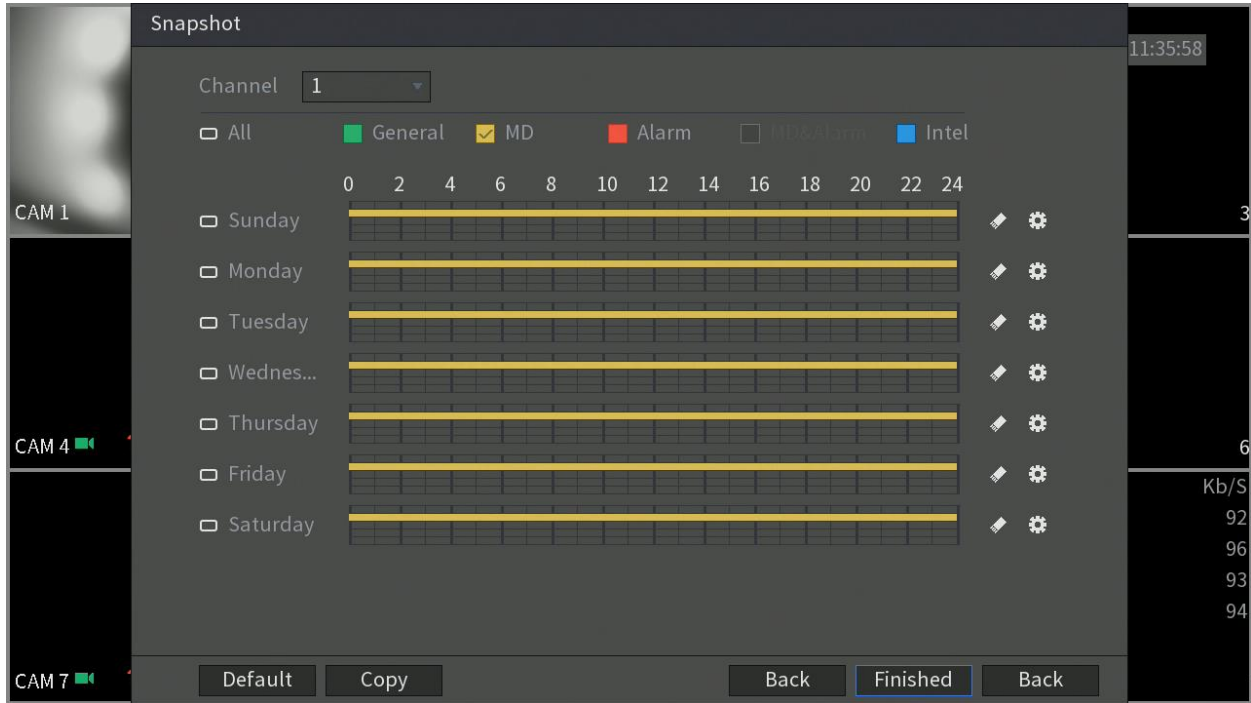 Snapshot
11:35:58
Channel 1
All General MD Alarm MD&Alarm Intel
0 2 4 6 8 10 12 14 16 18 20 22 24
CAM 1
3
Sunday
Monday
Tuesday
Wednes...
Thursday
CAM 4
6
Friday
Kb/S
Saturday
92
96
93
94
CAM 7
Default Copy Back Finished Back